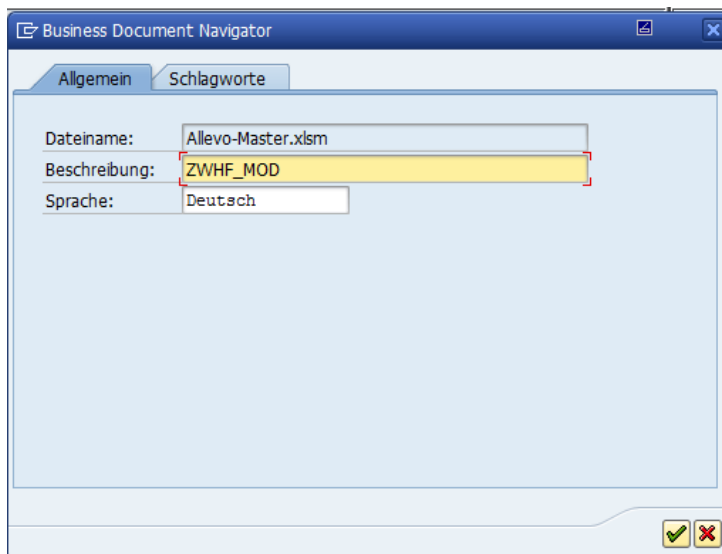 Business Document Navigator
Allgemein Schlagworte
Dateiname: Allevo-Master.xlsm
Beschreibung: ZWHF_MOD
Sprache: Deutsch